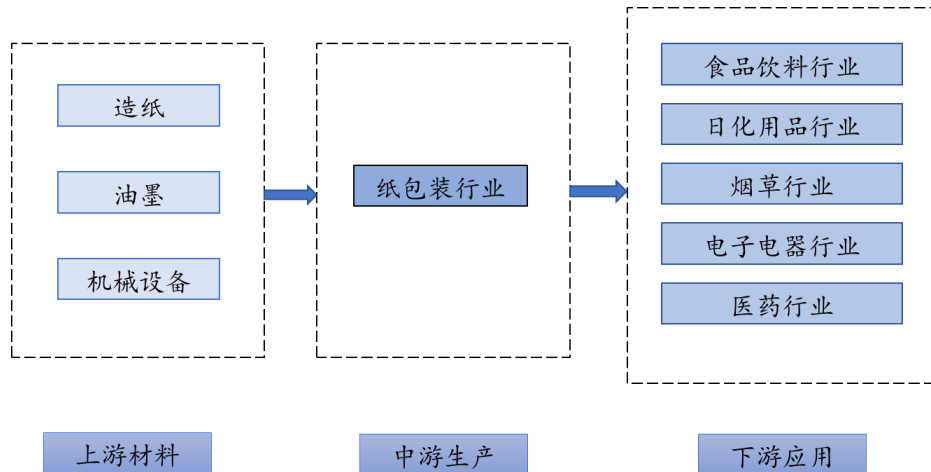 造纸
油墨
机械设备
纸包装行业
食品饮料行业
日化用品行业
烟草行业
电子电器行业
医药行业
上游材料
中游生产
下游应用